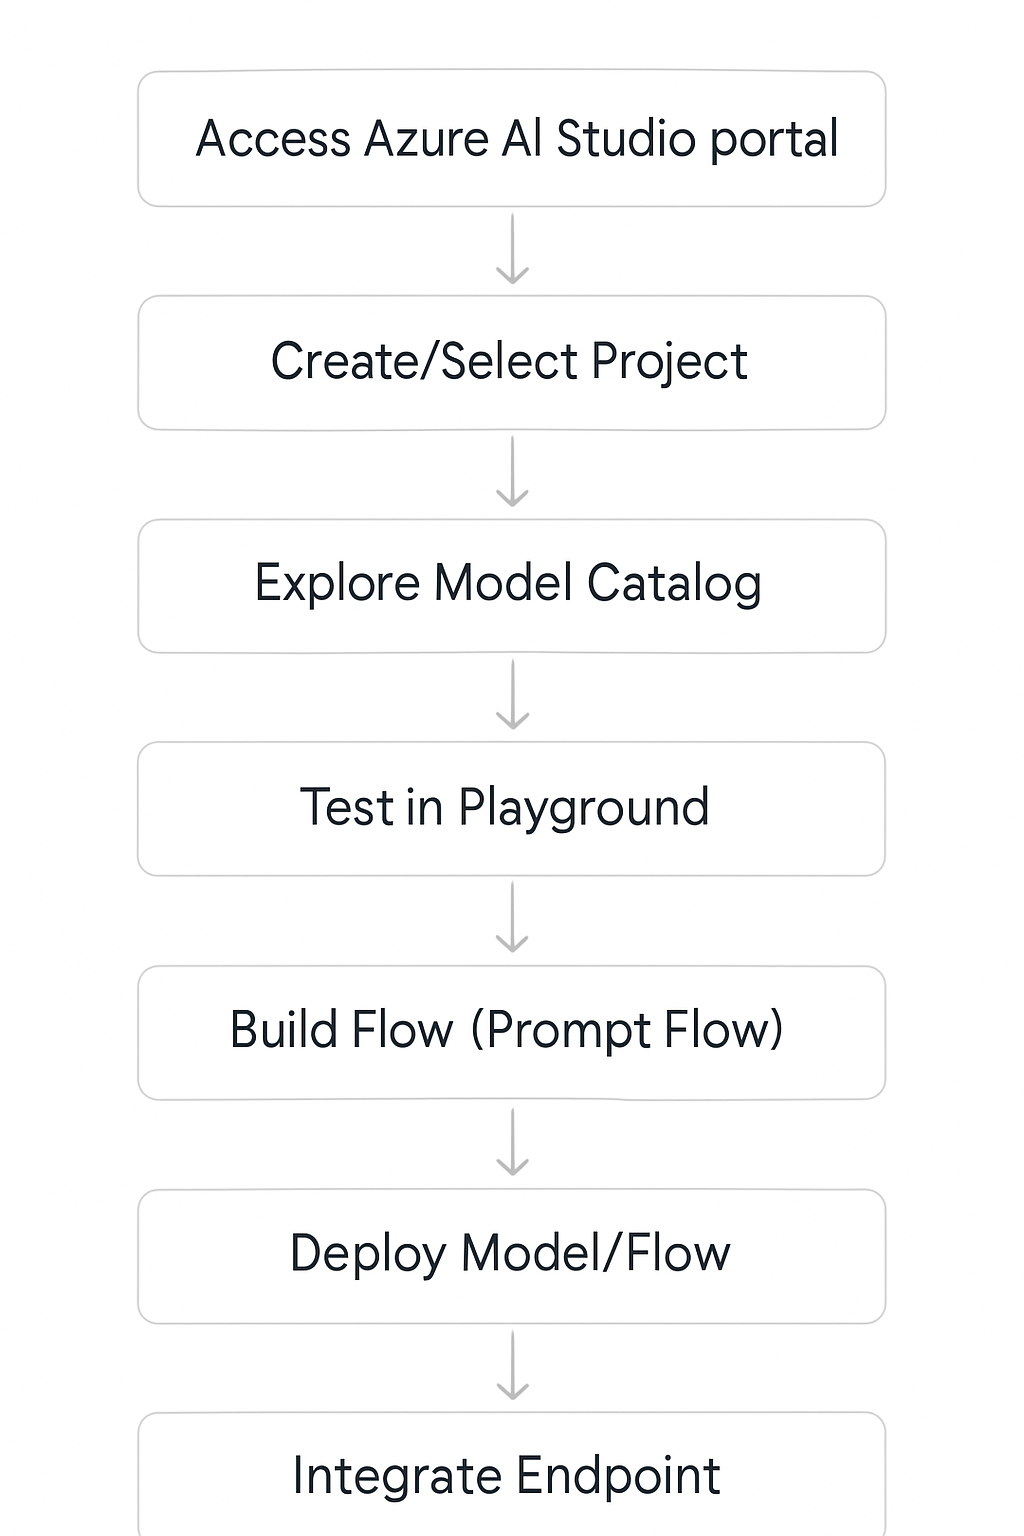 Access Azure AI Studio portal
Create/Select Project
Explore Model Catalog
Test in Playground
Build Flow (Prompt Flow)
Deploy Model/Flow
Integrate Endpoint